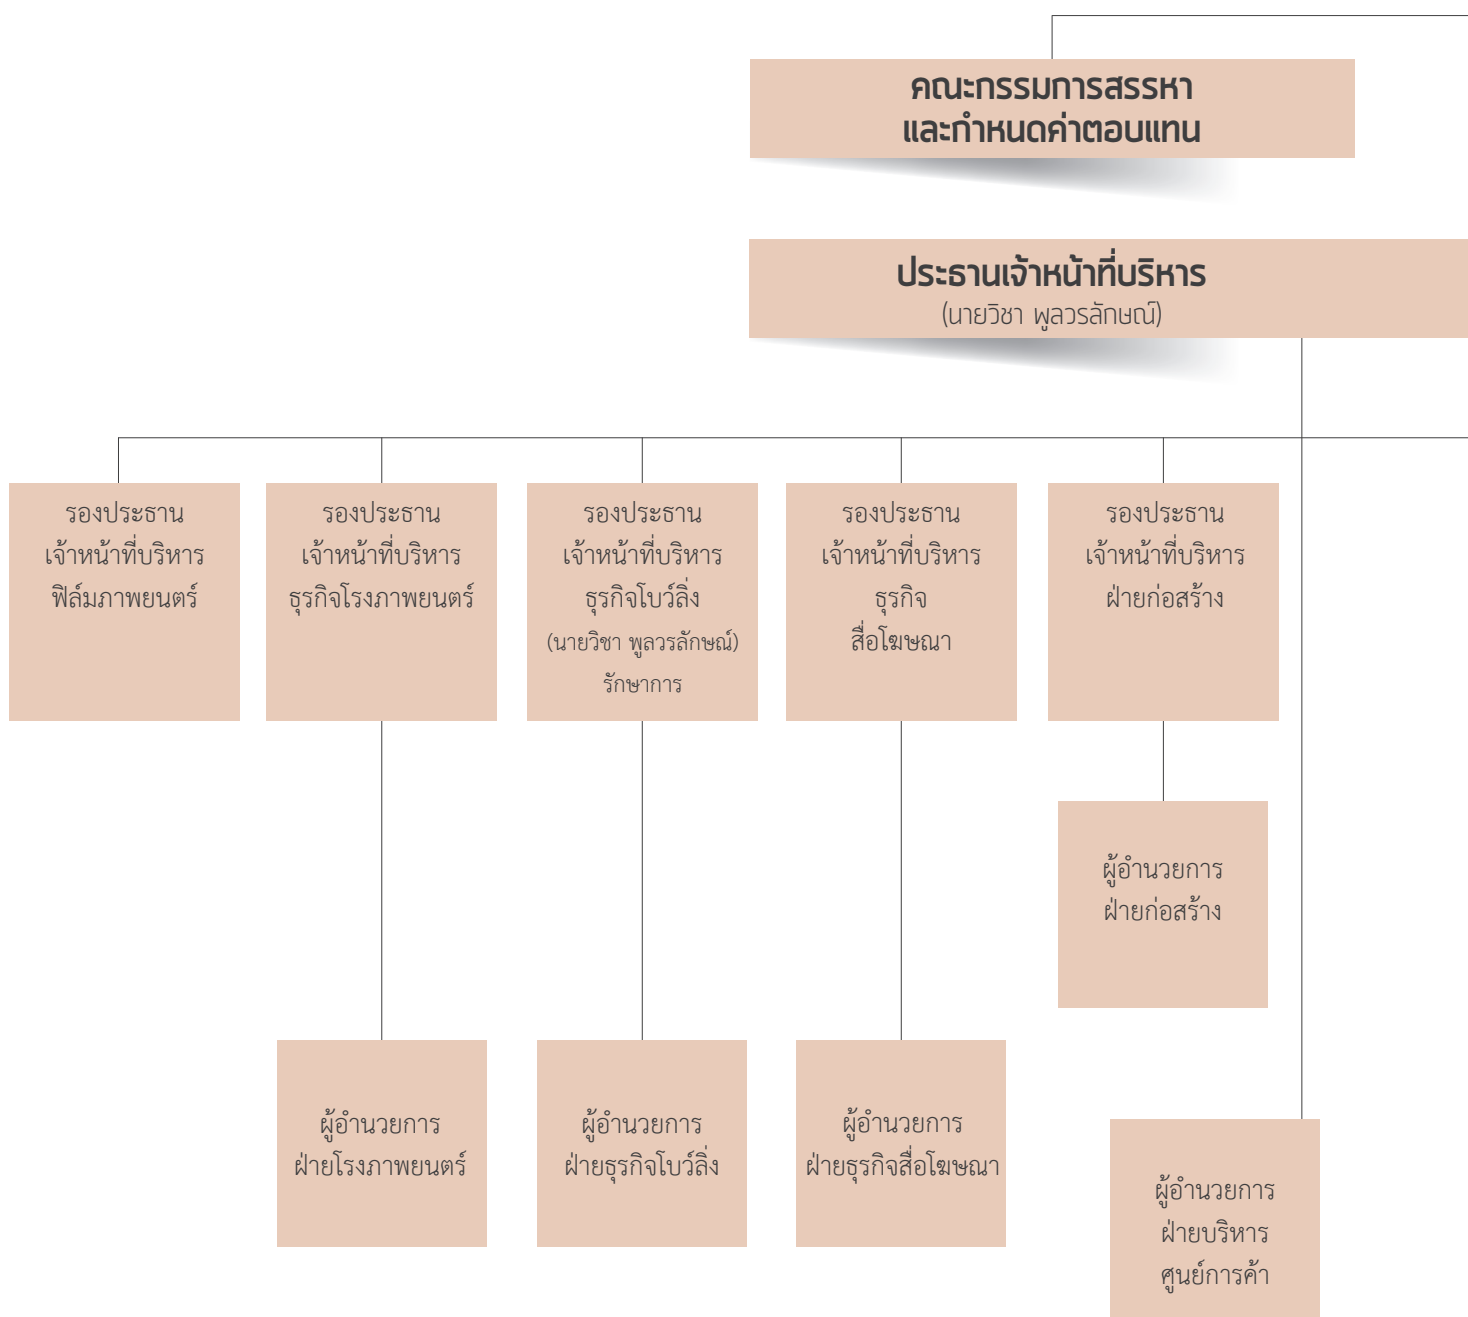 คณะกรรมการสรรหา
และกำหนดค่าตอบแทน
ประธานเจ้าหน้าที่บริหาร
(นายวิชา พูลวรลักษณ์)
รองประธาน
เจ้าหน้าที่บริหาร
ฟิล์มภาพยนตร์
รองประธาน
เจ้าหน้าที่บริหาร
ธุรกิจโรงภาพยนตร์
รองประธาน
เจ้าหน้าที่บริหาร
ธุรกิจโบว์ลิ่ง
(นายวิชา พูลวรลักษณ์)
รักษาการ
รองประธาน
เจ้าหน้าที่บริหาร
ธุรกิจ
สื่อโฆษณา
รองประธาน
เจ้าหน้าที่บริหาร
ฝ่ายก่อสร้าง
ผู้อำนวยการ
ฝ่ายก่อสร้าง
ผู้อำนวยการ
ฝ่ายโรงภาพยนตร์
ผู้อำนวยการ
ฝ่ายธุรกิจโบว์ลิ่ง
ผู้อำนวยการ
ฝ่ายธุรกิจสื่อโฆษณา
ผู้อำนวยการ
ฝ่ายบริหาร
ศูนย์การค้า